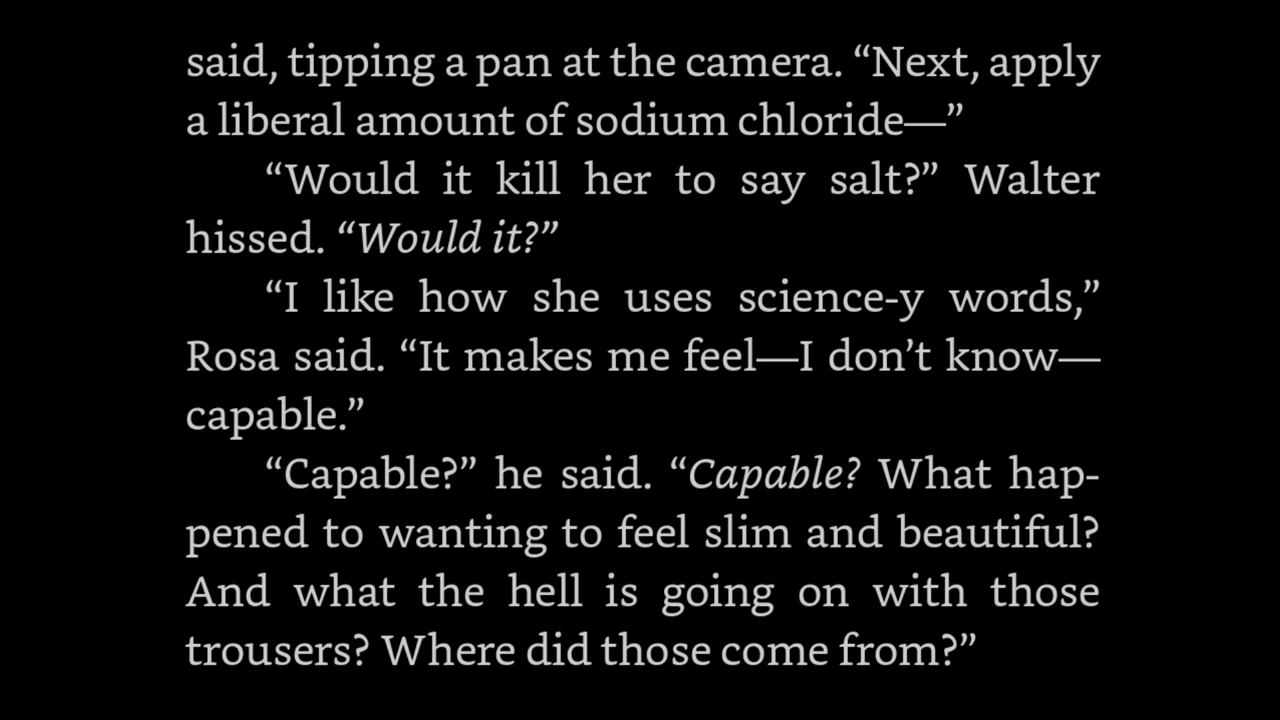 said, tipping a pan at the camera. “Next, apply
a liberal amount of sodium chloride—”
“Would it kill her to say salt?” Walter
hissed. “Would it?”
“I like how she uses science-y words,”
Rosa said. “It makes me feel—I don’t know—
capable.”
“Capable?” he said. “Capable? What hap-
pened to wanting to feel slim and beautiful?
And what the hell is going on with those
trousers? Where did those come from?”